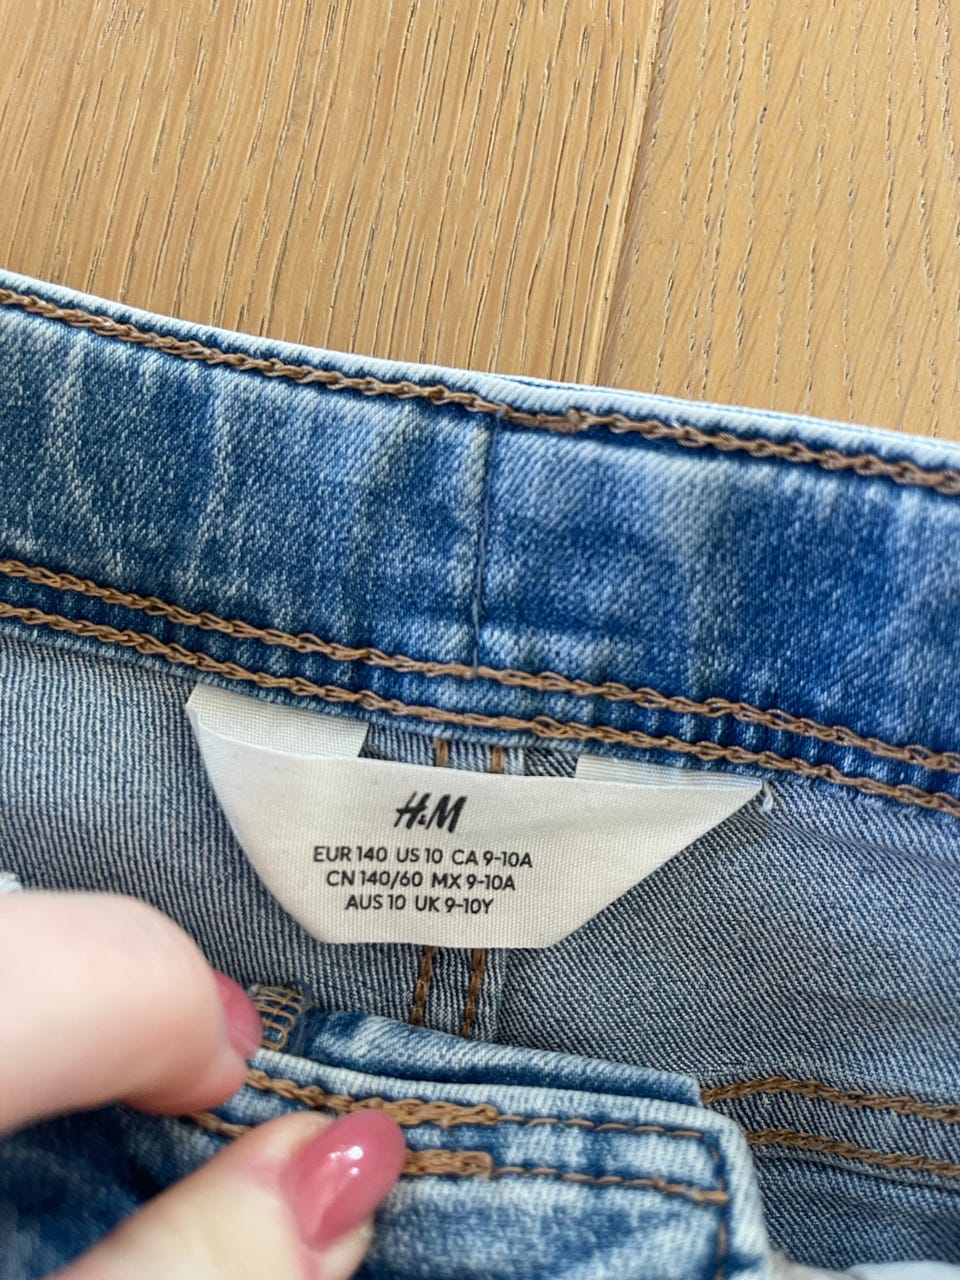 H&M
EUR 140 US 10 CA 9-10A
CN 140/60 MX 9-10A
AUS 10 UK 9-10Y